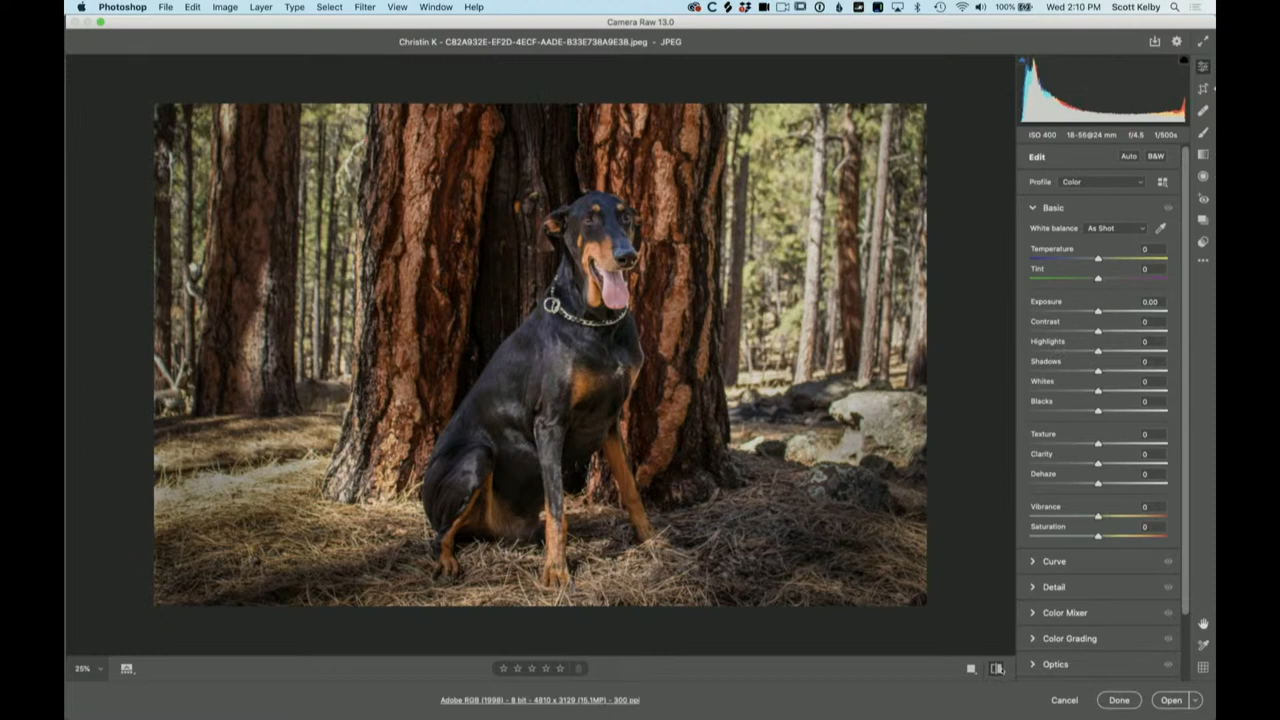 Photoshop File Edit Image Layer Type Select Filter View Window Help 100% Wed 2:10 PM Scott Kelby
Camera Raw 13.0
Christin K - C82A932E-EF2D-4ECF-AADE-B33E738A9E38.jpeg - JPEG
ISO 400 18-55@24 mm f/4.5 1/500s
Edit Auto B&W
Profile Color
Basic
White balance As Shot
Temperature 0
Tint 0
Exposure 0.00
Contrast 0
Highlights 0
Shadows 0
Whites 0
Blacks 0
Texture 0
Clarity 0
Dehaze 0
Vibrance 0
Saturation 0
Curve
Detail
Color Mixer
Color Grading
Optics
25%
Adobe RGB (1998) - 8 bit - 4810 x 3129 (15.1MP) - 300 ppi
Cancel Done Open